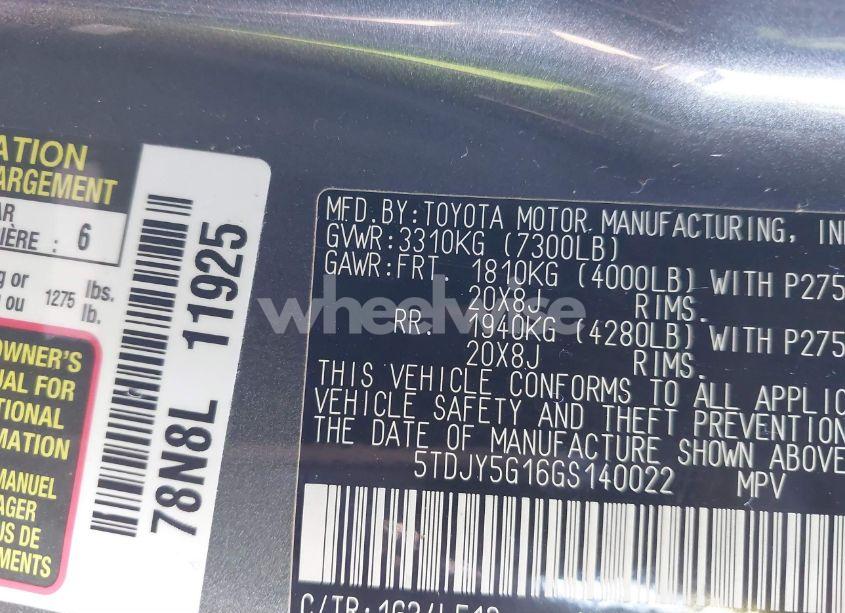 ATION
ARGEMENT
AR
IÈRE : 6
g or
ou 1275 lbs.
lb.
OWNER'S
UAL FOR
TIONAL
RMATION
MANUEL
AGER
US DE
EMENTS
78N8L 11925
MFD.BY:TOYOTA MOTOR MANUFACTURING, IN
GVWR:3310KG (7300LB)
GAWR:FRT. 1810KG (4000LB) WITH P275
20X8J RIMS.
RR. 1940KG (4280LB) WITH P275
20X8J RIMS.
THIS VEHICLE CONFORMS TO ALL APPLIC
VEHICLE SAFETY AND THEFT PREVENTION
THE DATE OF MANUFACTURE SHOWN ABOVE
5TDJY5G16GS140022 MPV
wheelwise